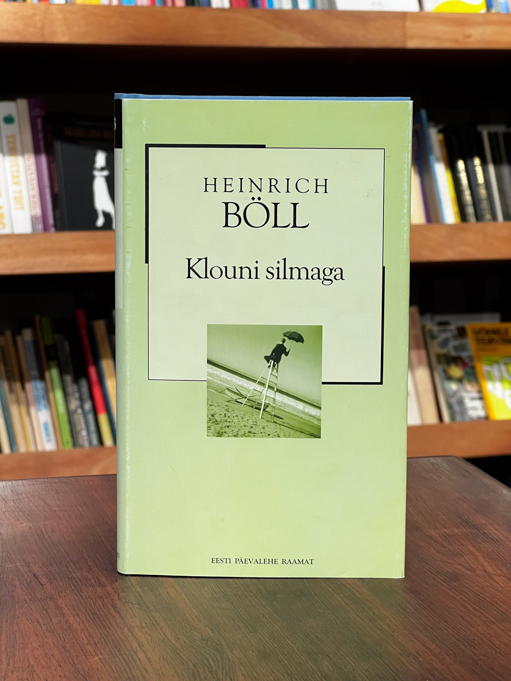 HEINRICH
BÖLL
Klouni silmaga
EESTI PÄEVALEHE RAAMAT